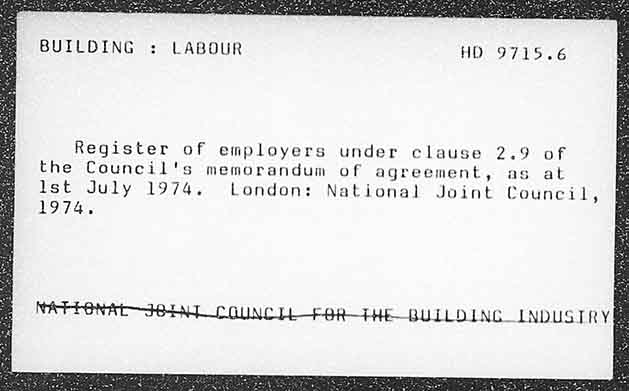 BUILDING : LABOUR HD 9715.6
Register of employers under clause 2.9 of
the Council's memorandum of agreement, as at
1st July 1974. London: National Joint Council,
1974.
NATIONAL JOINT COUNCIL FOR THE BUILDING INDUSTRY